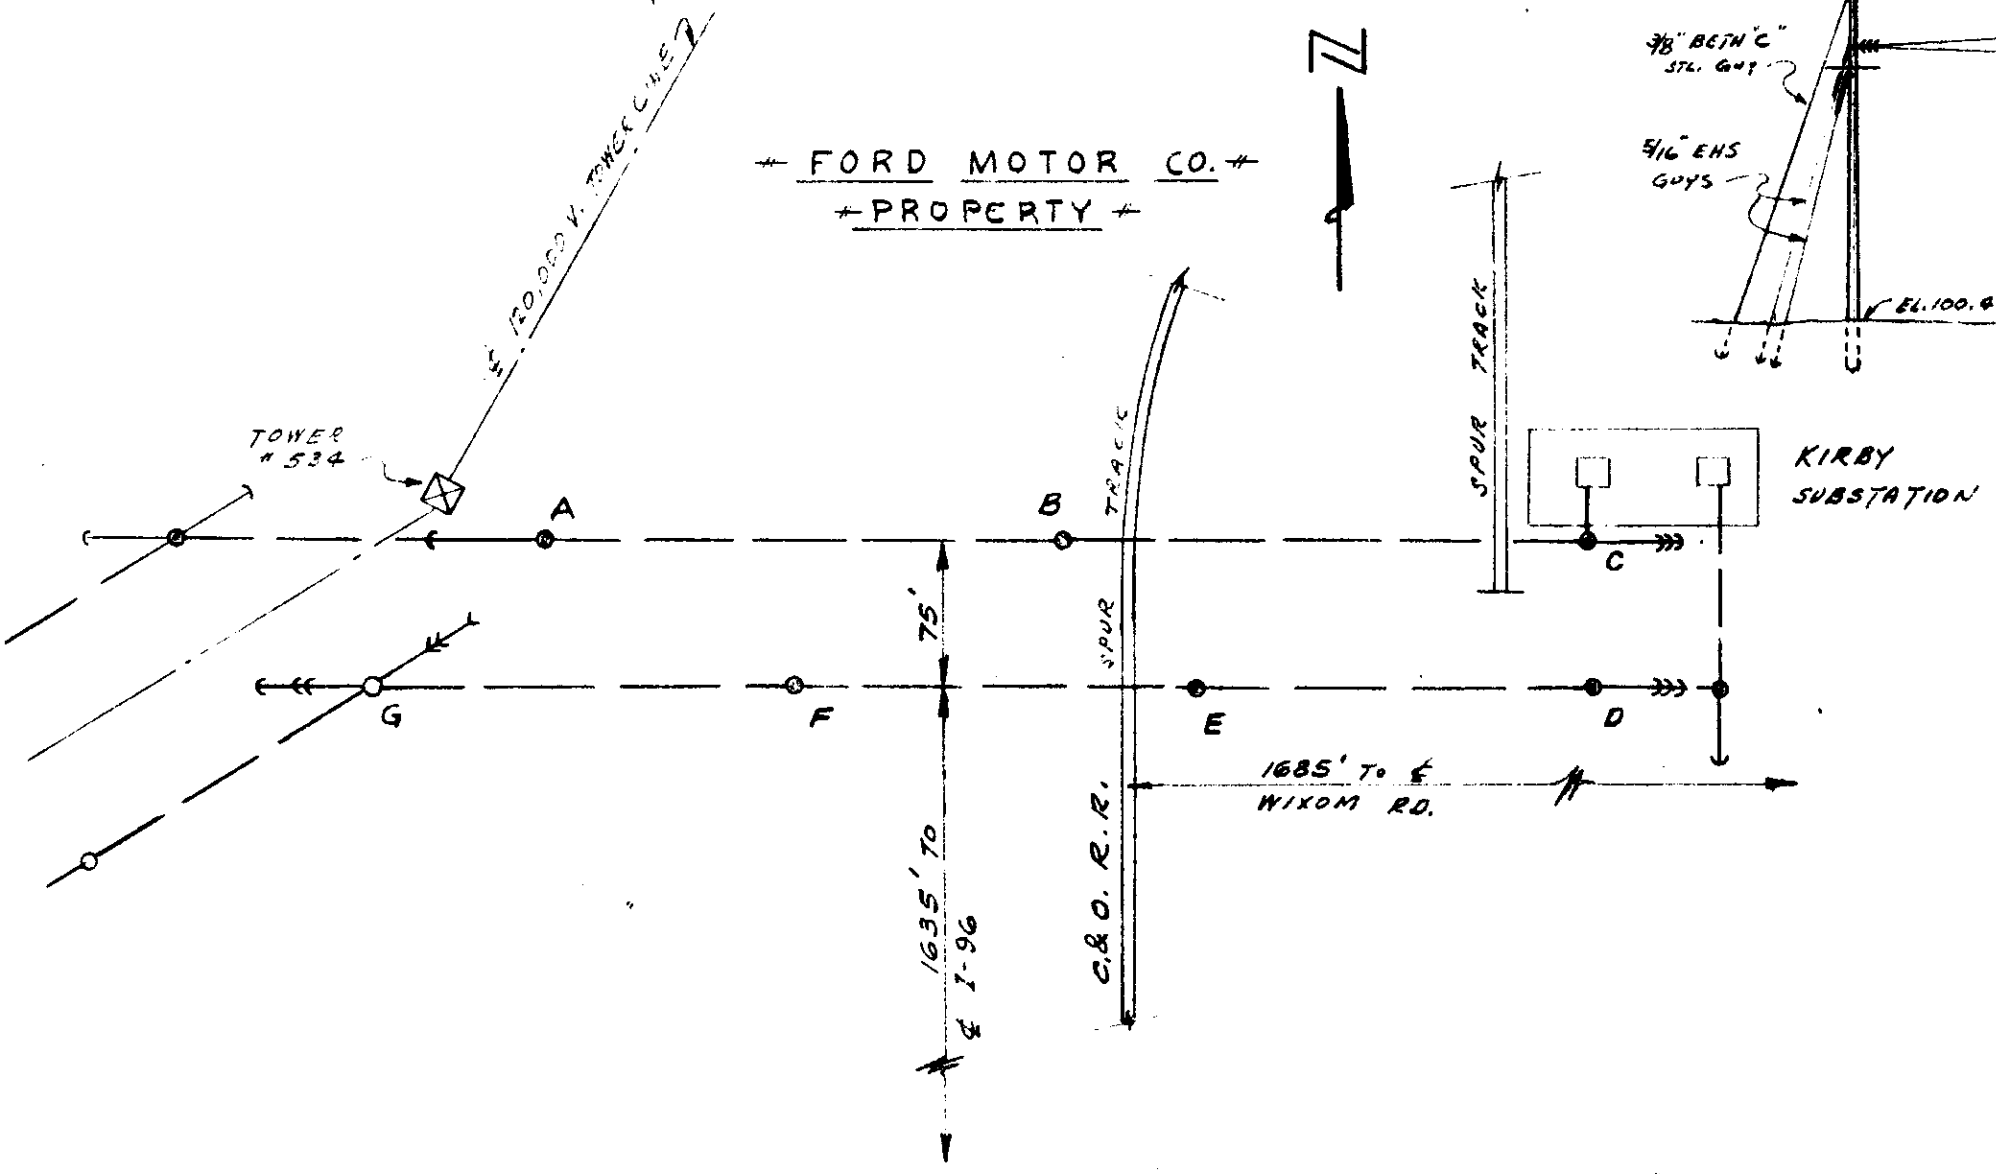 ℄ 120,000 V. TOWER LINE
FORD MOTOR CO.
PROPERTY
N
3/8" BETH "C"
STL. GUY
5/16" EHS
GUYS
EL. 100.
TOWER
# 534
SPUR TRACK
SPUR TRACK
KIRBY
SUBSTATION
A
B
C
75'
G
F
E
D
1685' TO ℄
WIXOM RD.
1635' TO
℄ I-96
C.&O. R.R.